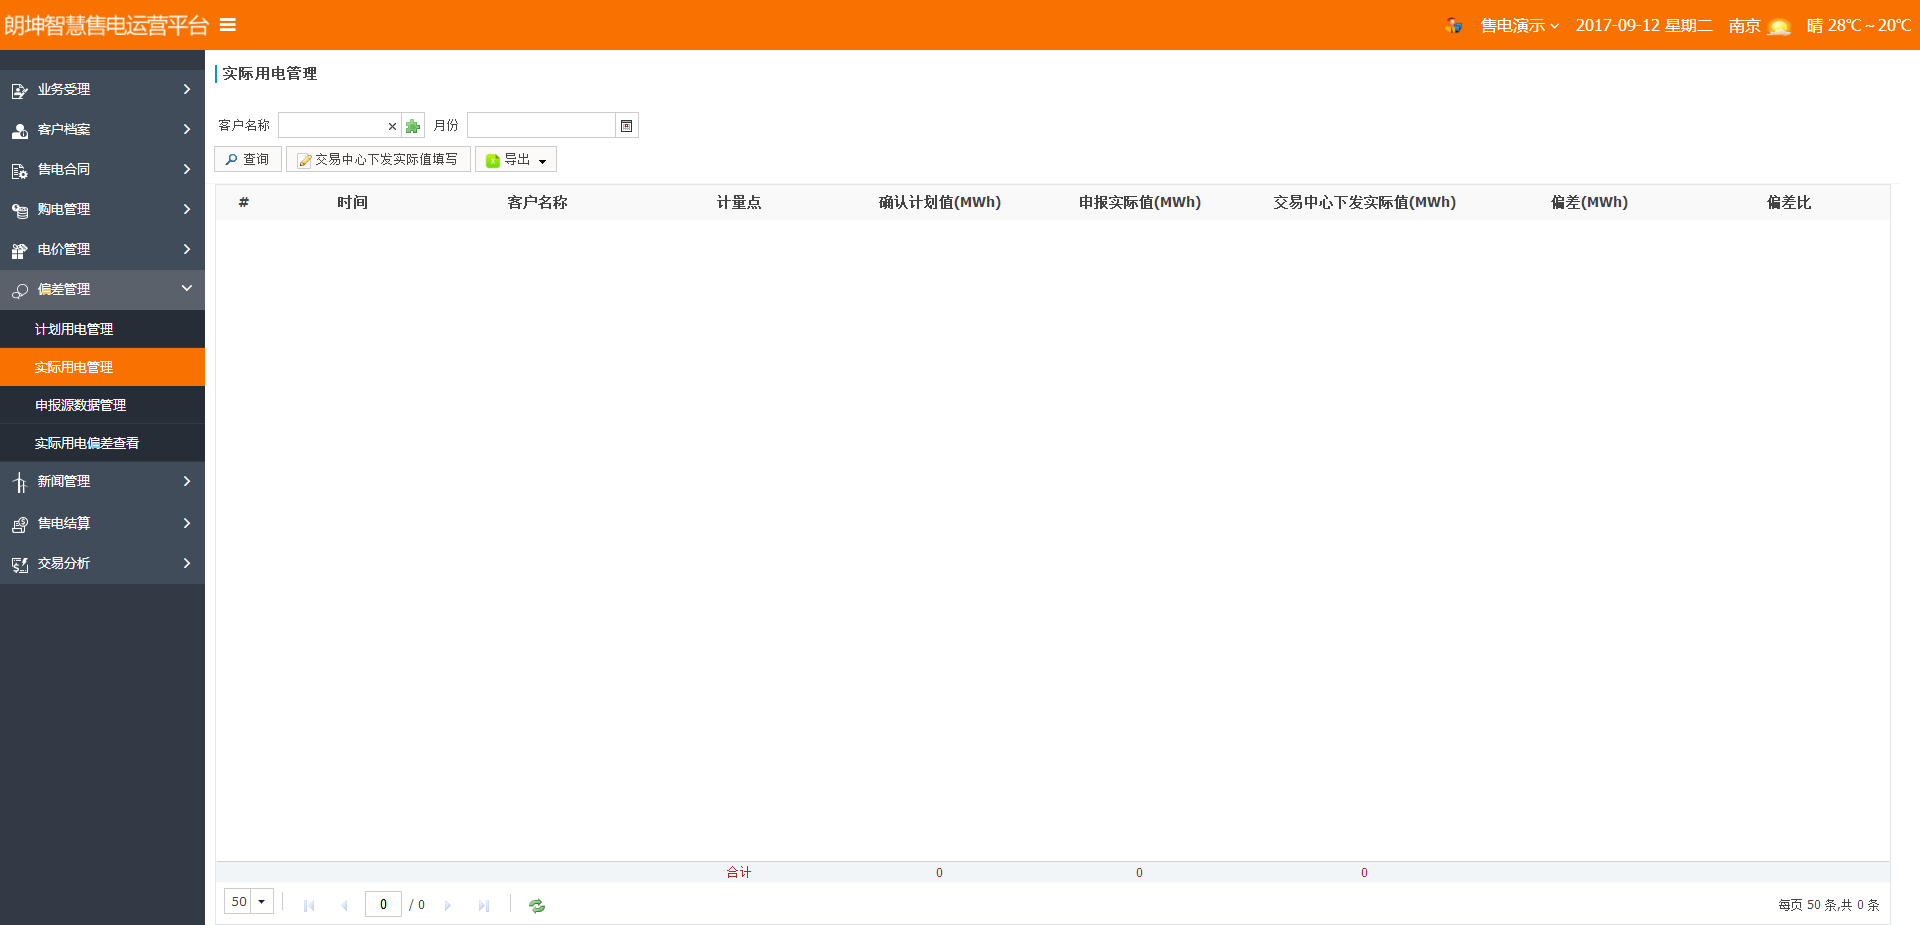 朗坤智慧售电运营平台
售电演示 2017-09-12 星期二 南京 晴 28℃～20℃
业务受理
客户档案
售电合同
购电管理
电价管理
偏差管理
计划用电管理
实际用电管理
申报源数据管理
实际用电偏差查看
新闻管理
售电结算
交易分析
实际用电管理
客户名称 月份
查询 交易中心下发实际值填写 导出
# 时间 客户名称 计量点 确认计划值(MWh) 申报实际值(MWh) 交易中心下发实际值(MWh) 偏差(MWh) 偏差比
合计 0 0 0
50 0 / 0 每页 50 条,共 0 条